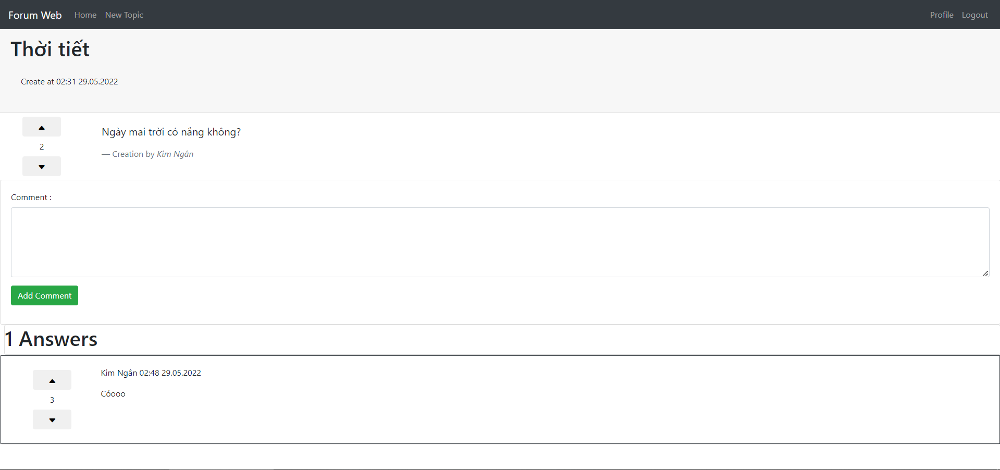 Forum Web Home New Topic Profile Logout
Thời tiết
Create at 02:31 29.05.2022
2
Ngày mai trời có nắng không?
— Creation by Kim Ngân
Comment :
Add Comment
1 Answers
Kim Ngân 02:48 29.05.2022
3
Cóooo